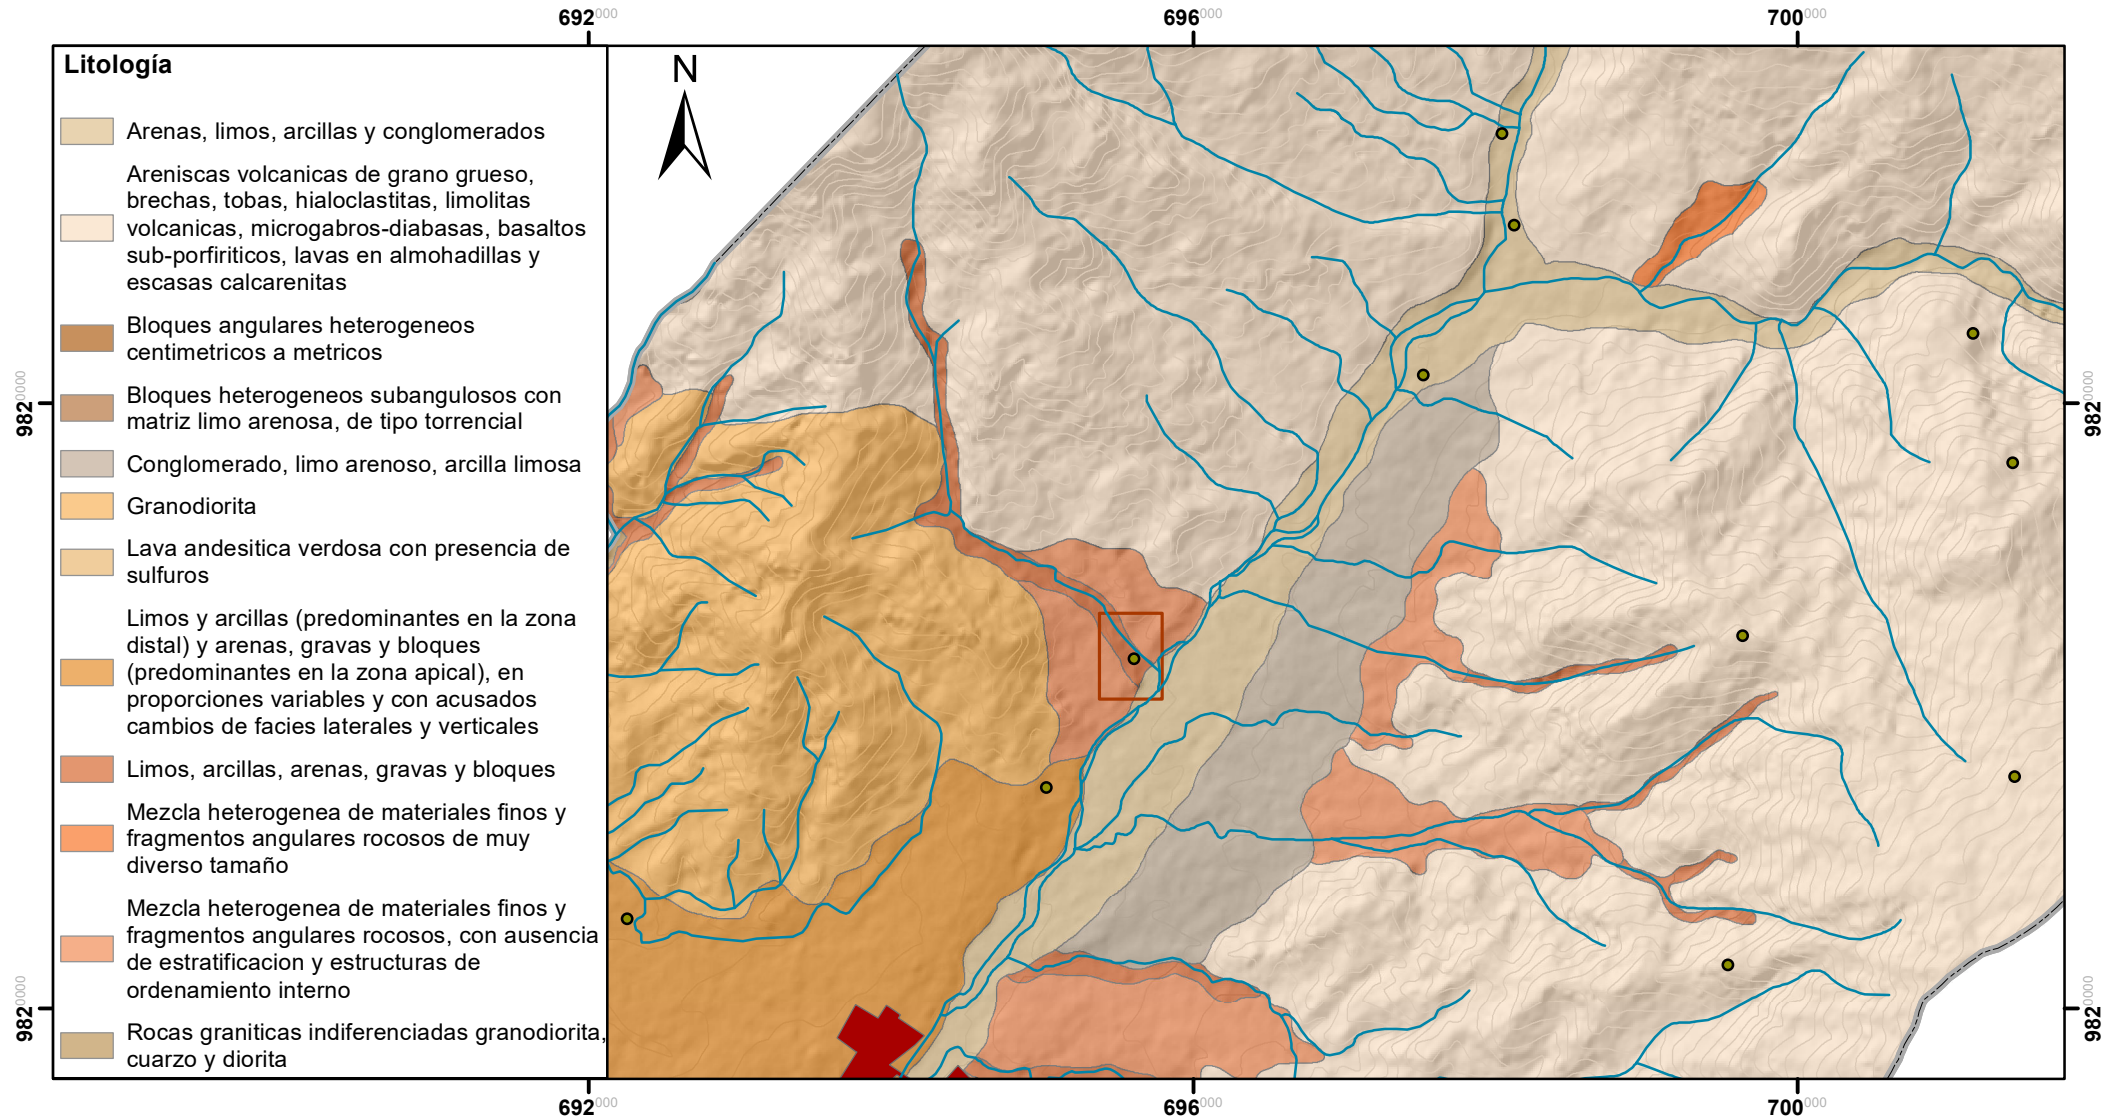 692000
696000
700000
Litología
N
Arenas, limos, arcillas y conglomerados
Areniscas volcanicas de grano grueso,
brechas, tobas, hialoclastitas, limolitas
volcanicas, microgabros-diabasas, basaltos
sub-porfiriticos, lavas en almohadillas y
escasas calcarenitas
Bloques angulares heterogeneos
centimetricos a metricos
Bloques heterogeneos subangulosos con
matriz limo arenosa, de tipo torrencial
Conglomerado, limo arenoso, arcilla limosa
Granodiorita
Lava andesitica verdosa con presencia de
sulfuros
Limos y arcillas (predominantes en la zona
distal) y arenas, gravas y bloques
(predominantes en la zona apical), en
proporciones variables y con acusados
cambios de facies laterales y verticales
Limos, arcillas, arenas, gravas y bloques
Mezcla heterogenea de materiales finos y
fragmentos angulares rocosos de muy
diverso tamaño
Mezcla heterogenea de materiales finos y
fragmentos angulares rocosos, con ausencia
de estratificacion y estructuras de
ordenamiento interno
Rocas graniticas indiferenciadas granodiorita,
cuarzo y diorita
9820000
9820000
9820000
9820000
692000
696000
700000